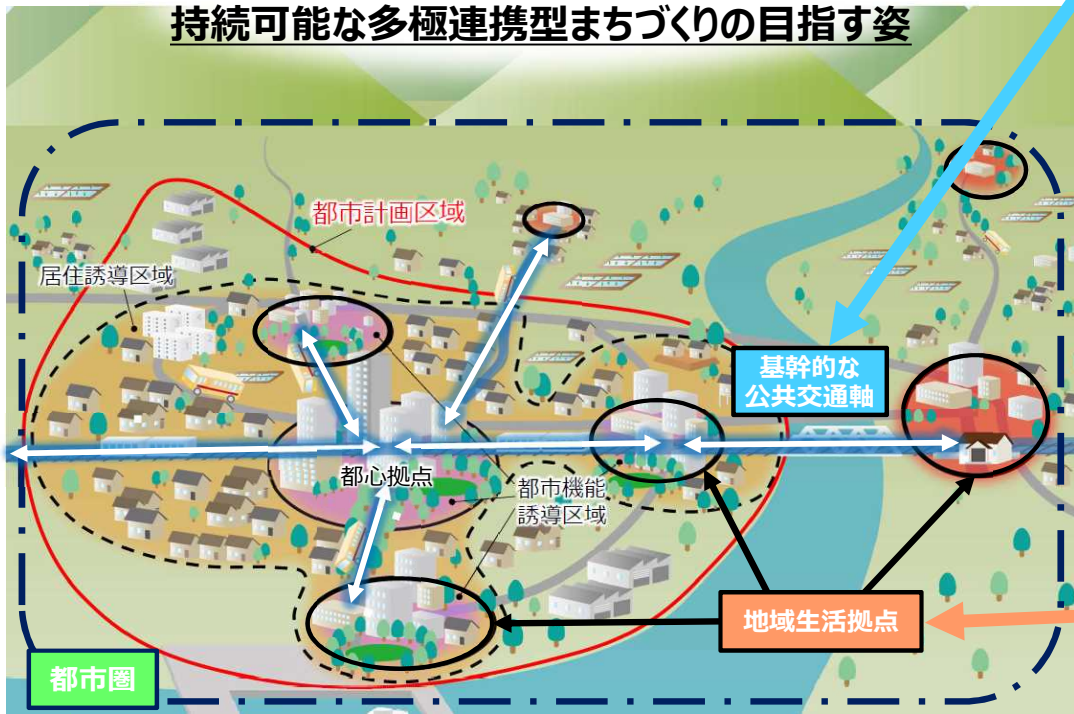 持続可能な多極連携型まちづくりの目指す姿
都市計画区域
居住誘導区域
基幹的な
公共交通軸
都心拠点
都市機能
誘導区域
地域生活拠点
都市圏